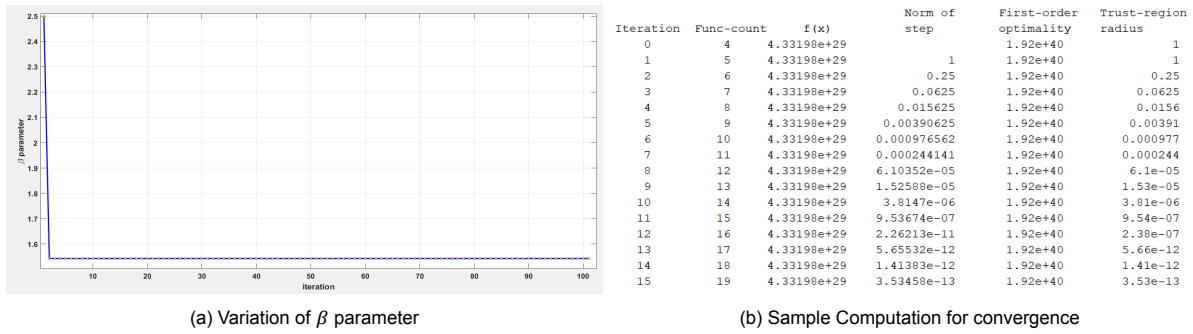 2.5
2.4
2.3
2.2
2.1
2
1.9
1.8
1.7
1.6
β parameter
10 20 30 40 50 60 70 80 90 100
iteration
(a) Variation of β parameter
Norm of First-order Trust-region
Iteration Func-count f(x) step optimality radius
0 4 4.33198e+29 1.92e+40 1
1 5 4.33198e+29 1 1.92e+40 1
2 6 4.33198e+29 0.25 1.92e+40 0.25
3 7 4.33198e+29 0.0625 1.92e+40 0.0625
4 8 4.33198e+29 0.015625 1.92e+40 0.0156
5 9 4.33198e+29 0.00390625 1.92e+40 0.00391
6 10 4.33198e+29 0.000976562 1.92e+40 0.000977
7 11 4.33198e+29 0.000244141 1.92e+40 0.000244
8 12 4.33198e+29 6.10352e-05 1.92e+40 6.1e-05
9 13 4.33198e+29 1.52588e-05 1.92e+40 1.53e-05
10 14 4.33198e+29 3.8147e-06 1.92e+40 3.81e-06
11 15 4.33198e+29 9.53674e-07 1.92e+40 9.54e-07
12 16 4.33198e+29 2.26213e-11 1.92e+40 2.38e-07
13 17 4.33198e+29 5.65532e-12 1.92e+40 5.66e-12
14 18 4.33198e+29 1.41383e-12 1.92e+40 1.41e-12
15 19 4.33198e+29 3.53458e-13 1.92e+40 3.53e-13
(b) Sample Computation for convergence